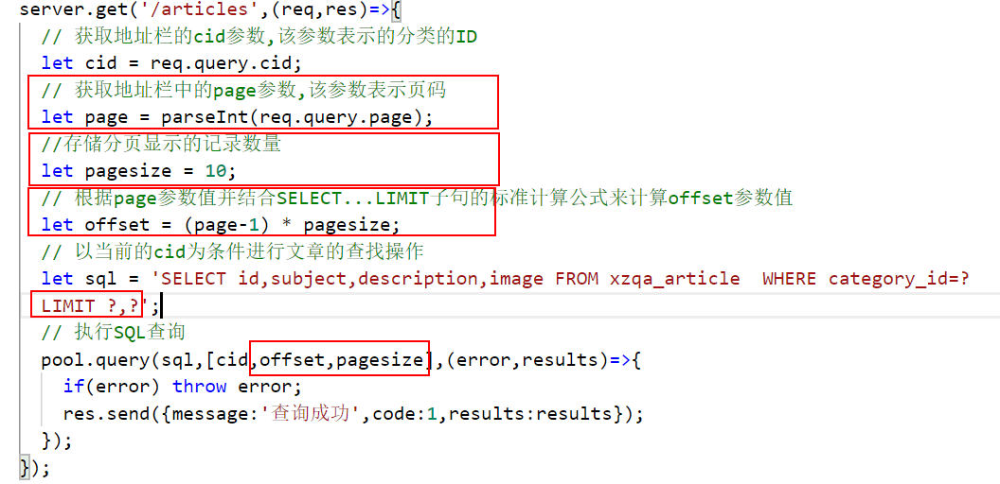 server.get('/articles',(req,res)=>{
// 获取地址栏的cid参数,该参数表示的分类的ID
let cid = req.query.cid;
// 获取地址栏中的page参数,该参数表示页码
let page = parseInt(req.query.page);
//存储分页显示的记录数量
let pagesize = 10;
// 根据page参数值并结合SELECT...LIMIT子句的标准计算公式来计算offset参数值
let offset = (page-1) * pagesize;
// 以当前的cid为条件进行文章的查找操作
let sql = 'SELECT id,subject,description,image FROM xzqa_article  WHERE category_id=?
LIMIT ?,?';
// 执行SQL查询
pool.query(sql,[cid,offset,pagesize],(error,results)=>{
if(error) throw error;
res.send({message:'查询成功',code:1,results:results});
});
});